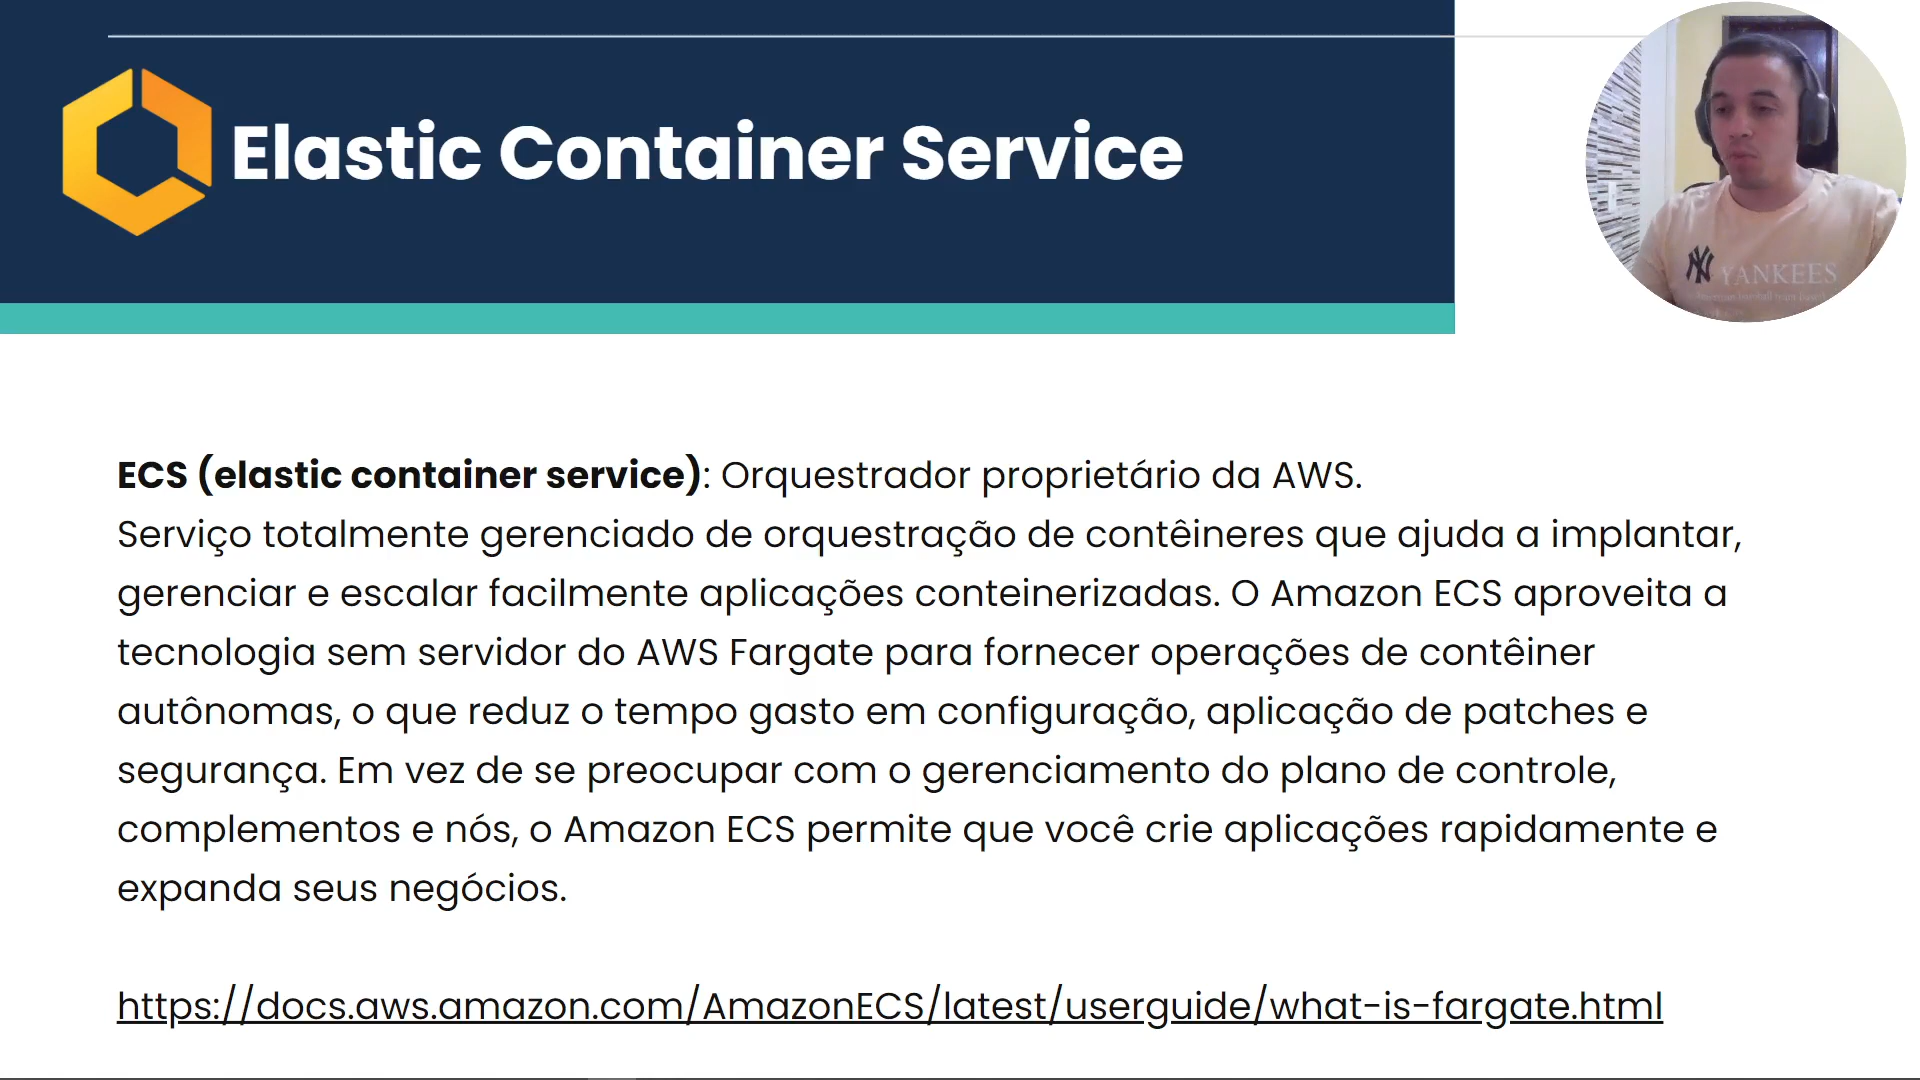 Elastic Container Service
NY YANKEES
ECS (elastic container service): Orquestrador proprietário da AWS.
Serviço totalmente gerenciado de orquestração de contêineres que ajuda a implantar,
gerenciar e escalar facilmente aplicações conteinerizadas. O Amazon ECS aproveita a
tecnologia sem servidor do AWS Fargate para fornecer operações de contêiner
autônomas, o que reduz o tempo gasto em configuração, aplicação de patches e
segurança. Em vez de se preocupar com o gerenciamento do plano de controle,
complementos e nós, o Amazon ECS permite que você crie aplicações rapidamente e
expanda seus negócios.
https://docs.aws.amazon.com/AmazonECS/latest/userguide/what-is-fargate.html